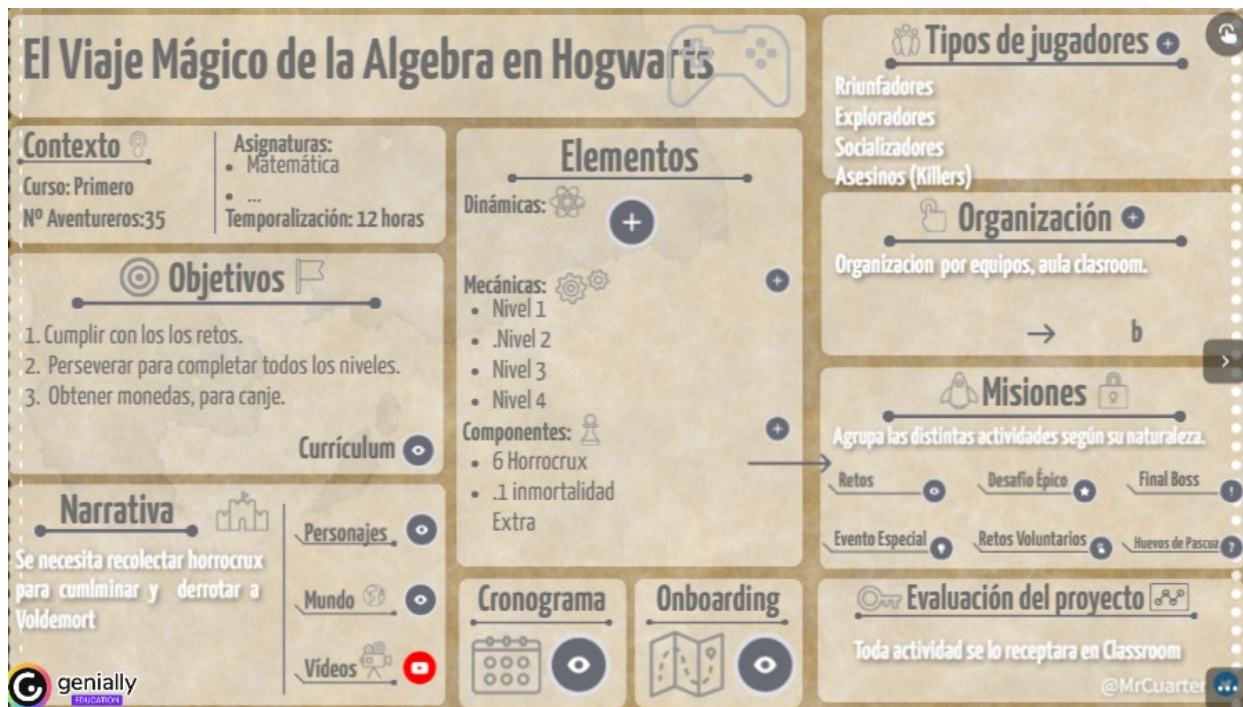 El Viaje Mágico de la Algebra en Hogwarts
Contexto
Curso: Primero
Nº Aventureros:35
Asignaturas:
• Matemática
• ...
Temporalización: 12 horas
Objetivos
1. Cumplir con los los retos.
2. Perseverar para completar todos los niveles.
3. Obtener monedas, para canje.
Currículum
Narrativa
Se necesita recolectar horrocrux
para cumlminar y derrotar a
Voldemort
Personajes
Mundo
Vídeos
Elementos
Dinámicas:
Mecánicas:
• Nivel 1
• .Nivel 2
• Nivel 3
• Nivel 4
Componentes:
• 6 Horrocrux
• .1 inmortalidad
Extra
Cronograma
Onboarding
Tipos de jugadores
Rriunfadores
Exploradores
Socializadores
Asesinos (Killers)
Organización
Organizacion por equipos, aula clasroom.
→ b
Misiones
Agrupa las distintas actividades según su naturaleza.
Retos
Desafío Épico
Final Boss
Evento Especial
Retos Voluntarios
Huevos de Pascua
Evaluación del proyecto
Toda actividad se lo receptara en Classroom
@MrCuarter
genially
EDUCATION